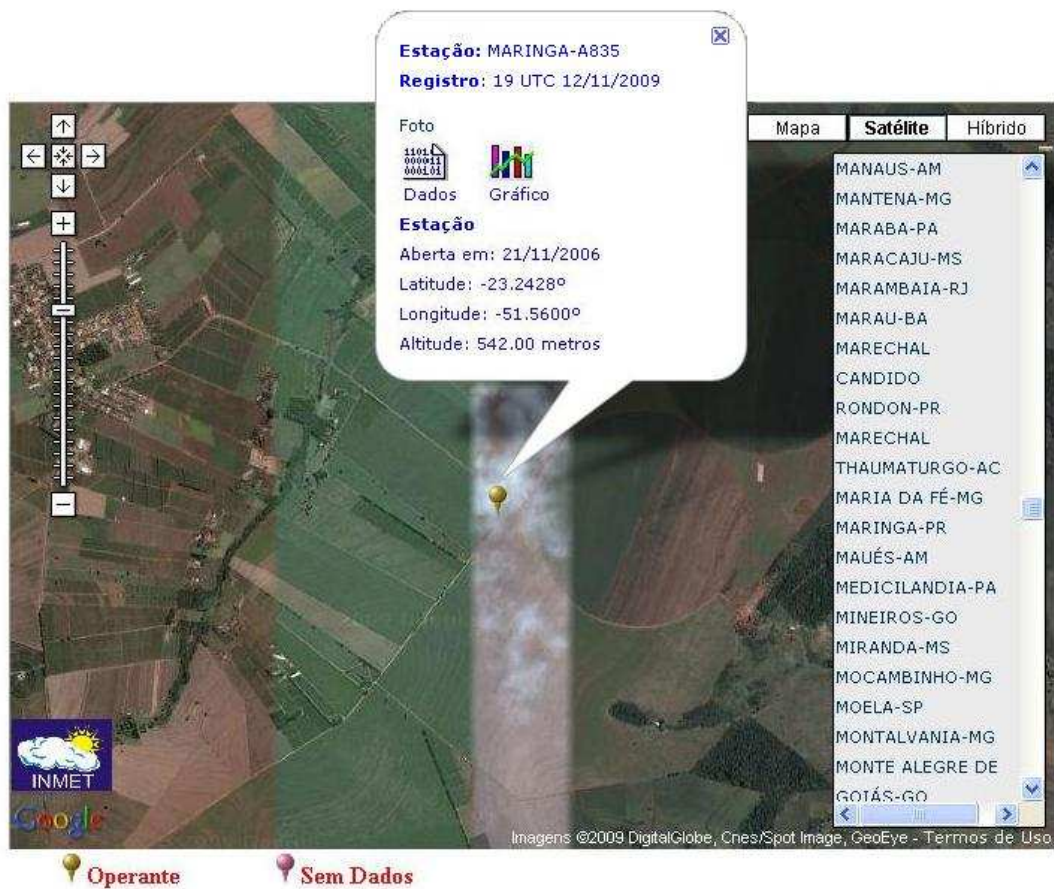 Estação: MARINGA-A835
Registro: 19 UTC 12/11/2009
Foto
Dados Gráfico
Estação
Aberta em: 21/11/2006
Latitude: -23.2428º
Longitude: -51.5600º
Altitude: 542.00 metros
Mapa Satélite Híbrido
MANAUS-AM
MANTENA-MG
MARABA-PA
MARACAJU-MS
MARAMBAIA-RJ
MARAU-BA
MARECHAL
CANDIDO
RONDON-PR
MARECHAL
THAUMATURGO-AC
MARIA DA FÉ-MG
MARINGA-PR
MAUÉS-AM
MEDICILANDIA-PA
MINEIROS-GO
MIRANDA-MS
MOCAMBINHO-MG
MOELA-SP
MONTALVANIA-MG
MONTE ALEGRE DE
GOIÁS-GO
INMET
Google
Imagens ©2009 DigitalGlobe, Cnes/Spot Image, GeoEye - Termos de Uso
Operante Sem Dados